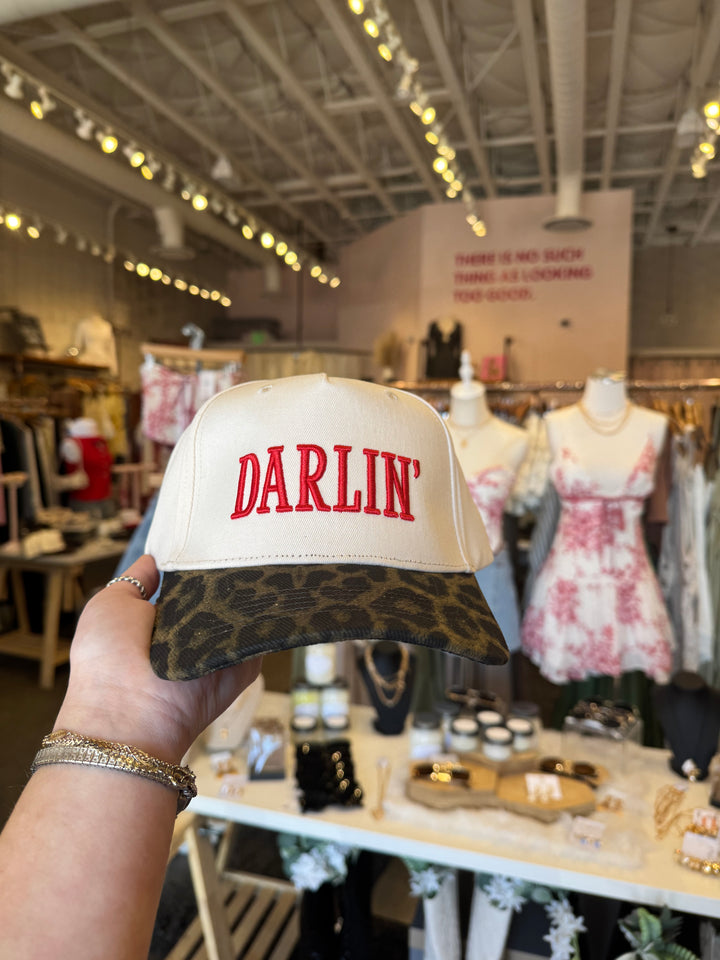 THERE IS NO SUCH
THING AS LOOKING
TOO GOOD.
DARLIN'